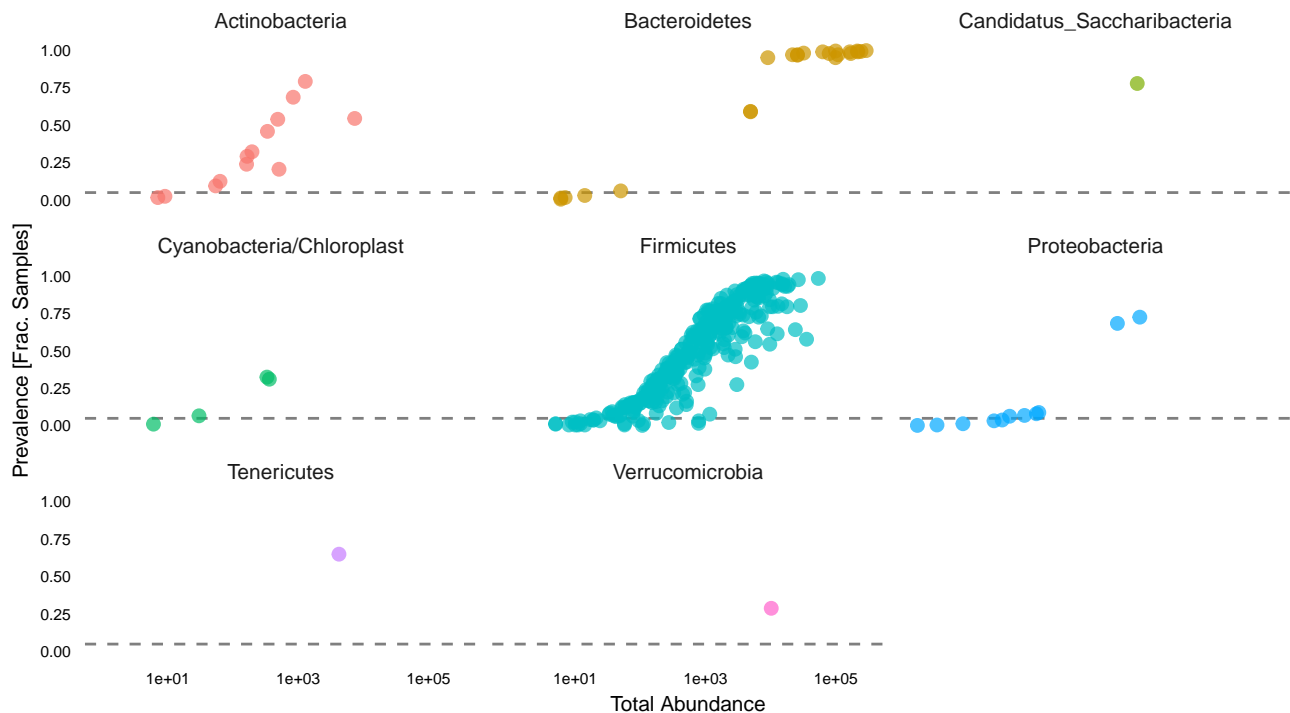 Actinobacteria
Bacteroidetes
Candidatus_Saccharibacteria
1.00
0.75
0.50
0.25
0.00
Cyanobacteria/Chloroplast
Firmicutes
Proteobacteria
1.00
0.75
0.50
0.25
0.00
Tenericutes
Verrucomicrobia
1.00
0.75
0.50
0.25
0.00
Prevalence [Frac. Samples]
1e+01 1e+03 1e+05 1e+01 1e+03 1e+05
Total Abundance